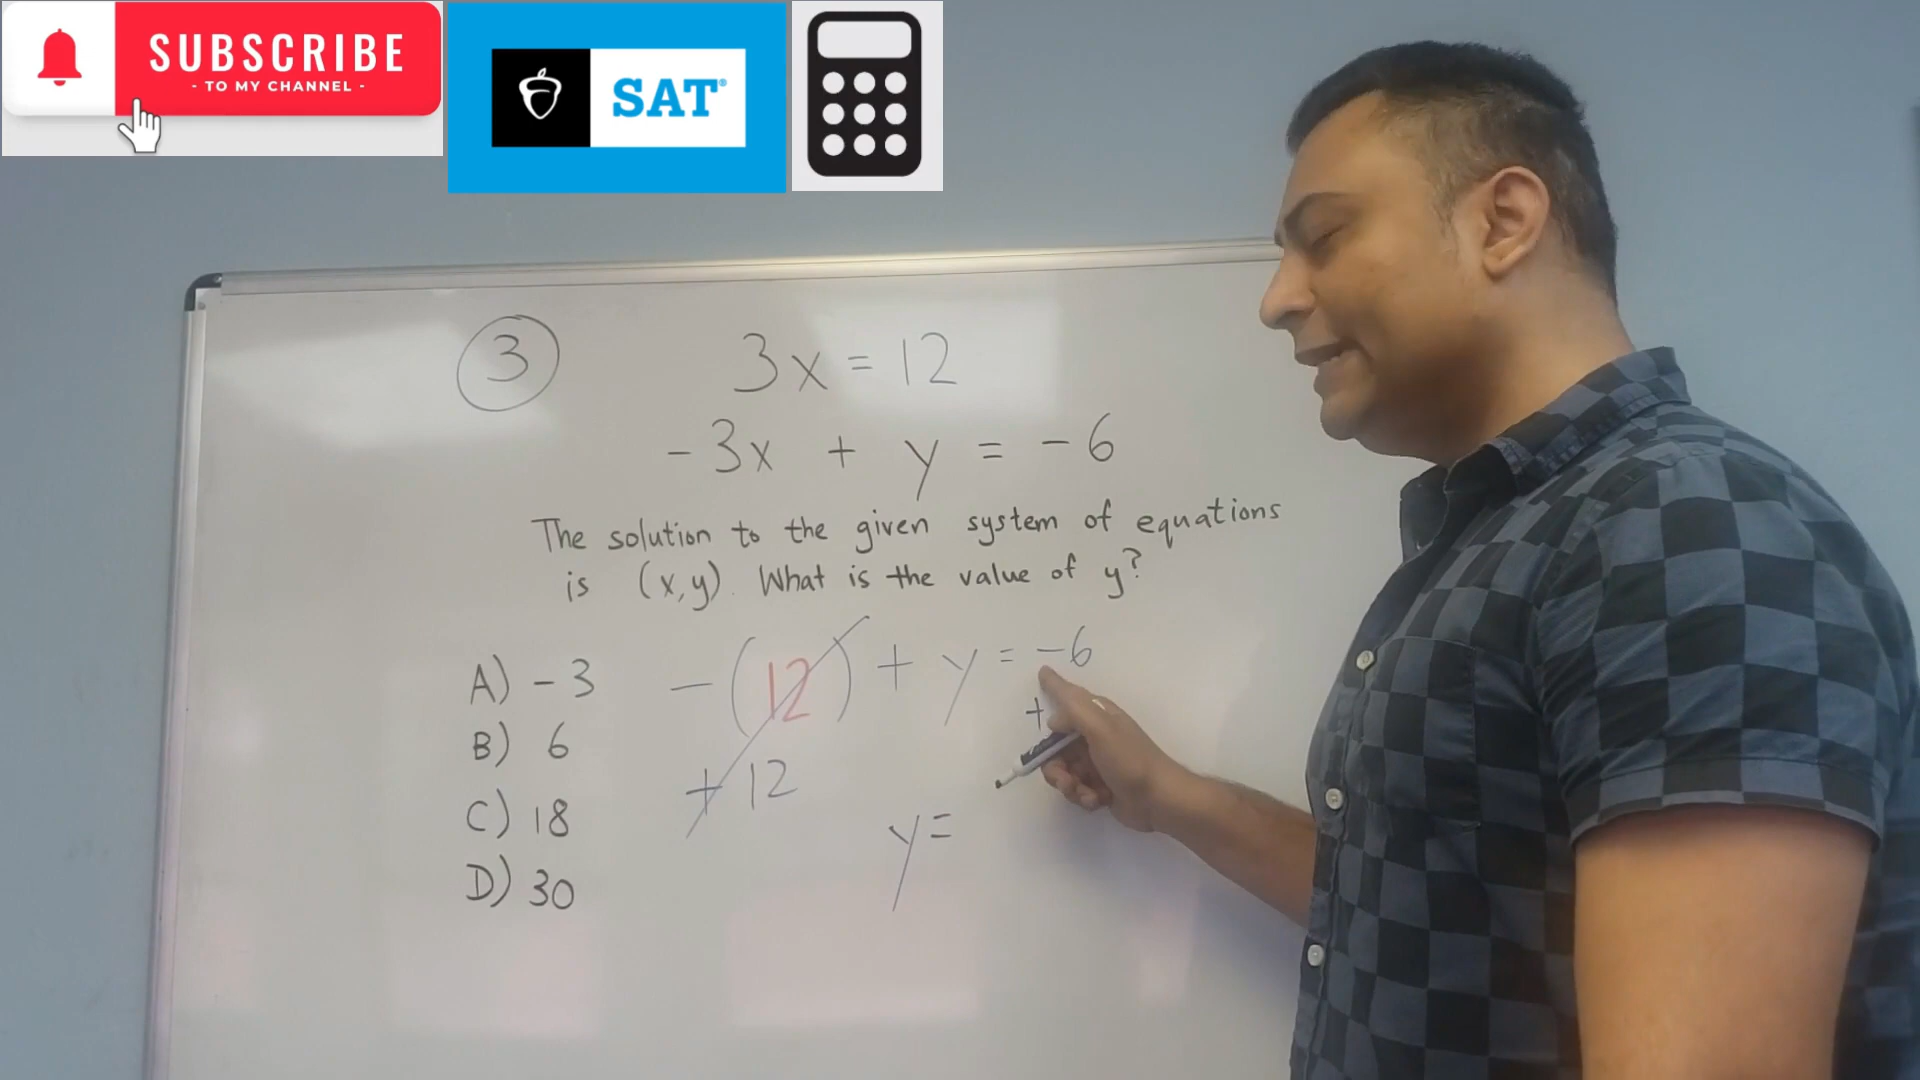 SUBSCRIBE
- TO MY CHANNEL -
SAT®
3
3x = 12
-3x + y = -6
The solution to the given system of equations
is (x,y). What is the value of y?
A) -3
B) 6
C) 18
D) 30
-(12) + y = -6
+12 +
y =